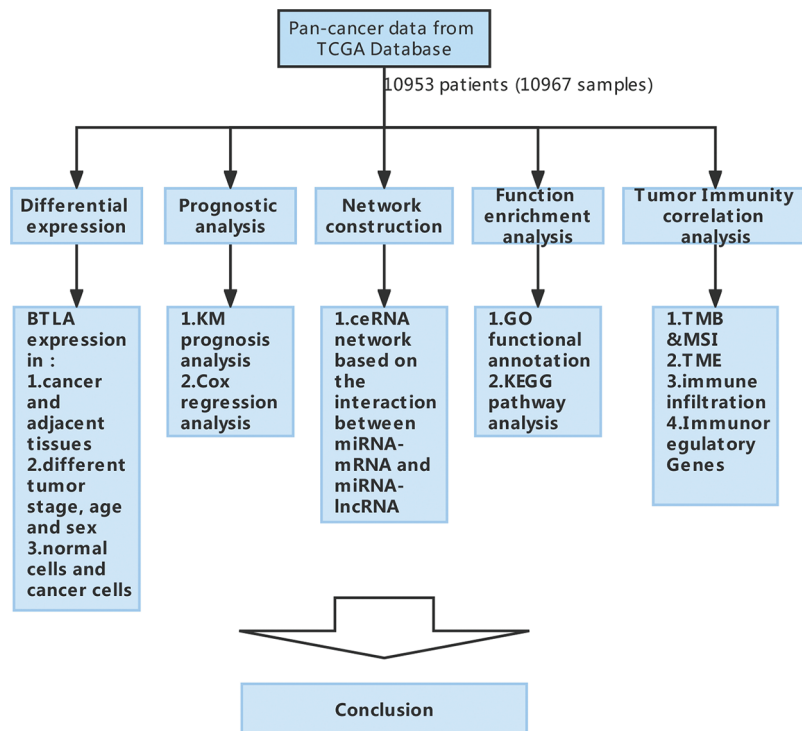 Pan-cancer data from
TCGA Database
10953 patients (10967 samples)
Differential
expression
Prognostic
analysis
Network
construction
Function
enrichment
analysis
Tumor Immunity
correlation
analysis
BTLA
expression
in :
1.cancer
and
adjacent
tissues
2.different
tumor
stage, age
and sex
3.normal
cells and
cancer cells
1.KM
prognosis
analysis
2.Cox
regression
analysis
1.ceRNA
network
based on
the
interaction
between
miRNA-
mRNA and
miRNA-
lncRNA
1.GO
functional
annotation
2.KEGG
pathway
analysis
1.TMB
&MSI
2.TME
3.immune
infiltration
4.Immunor
egulatory
Genes
Conclusion